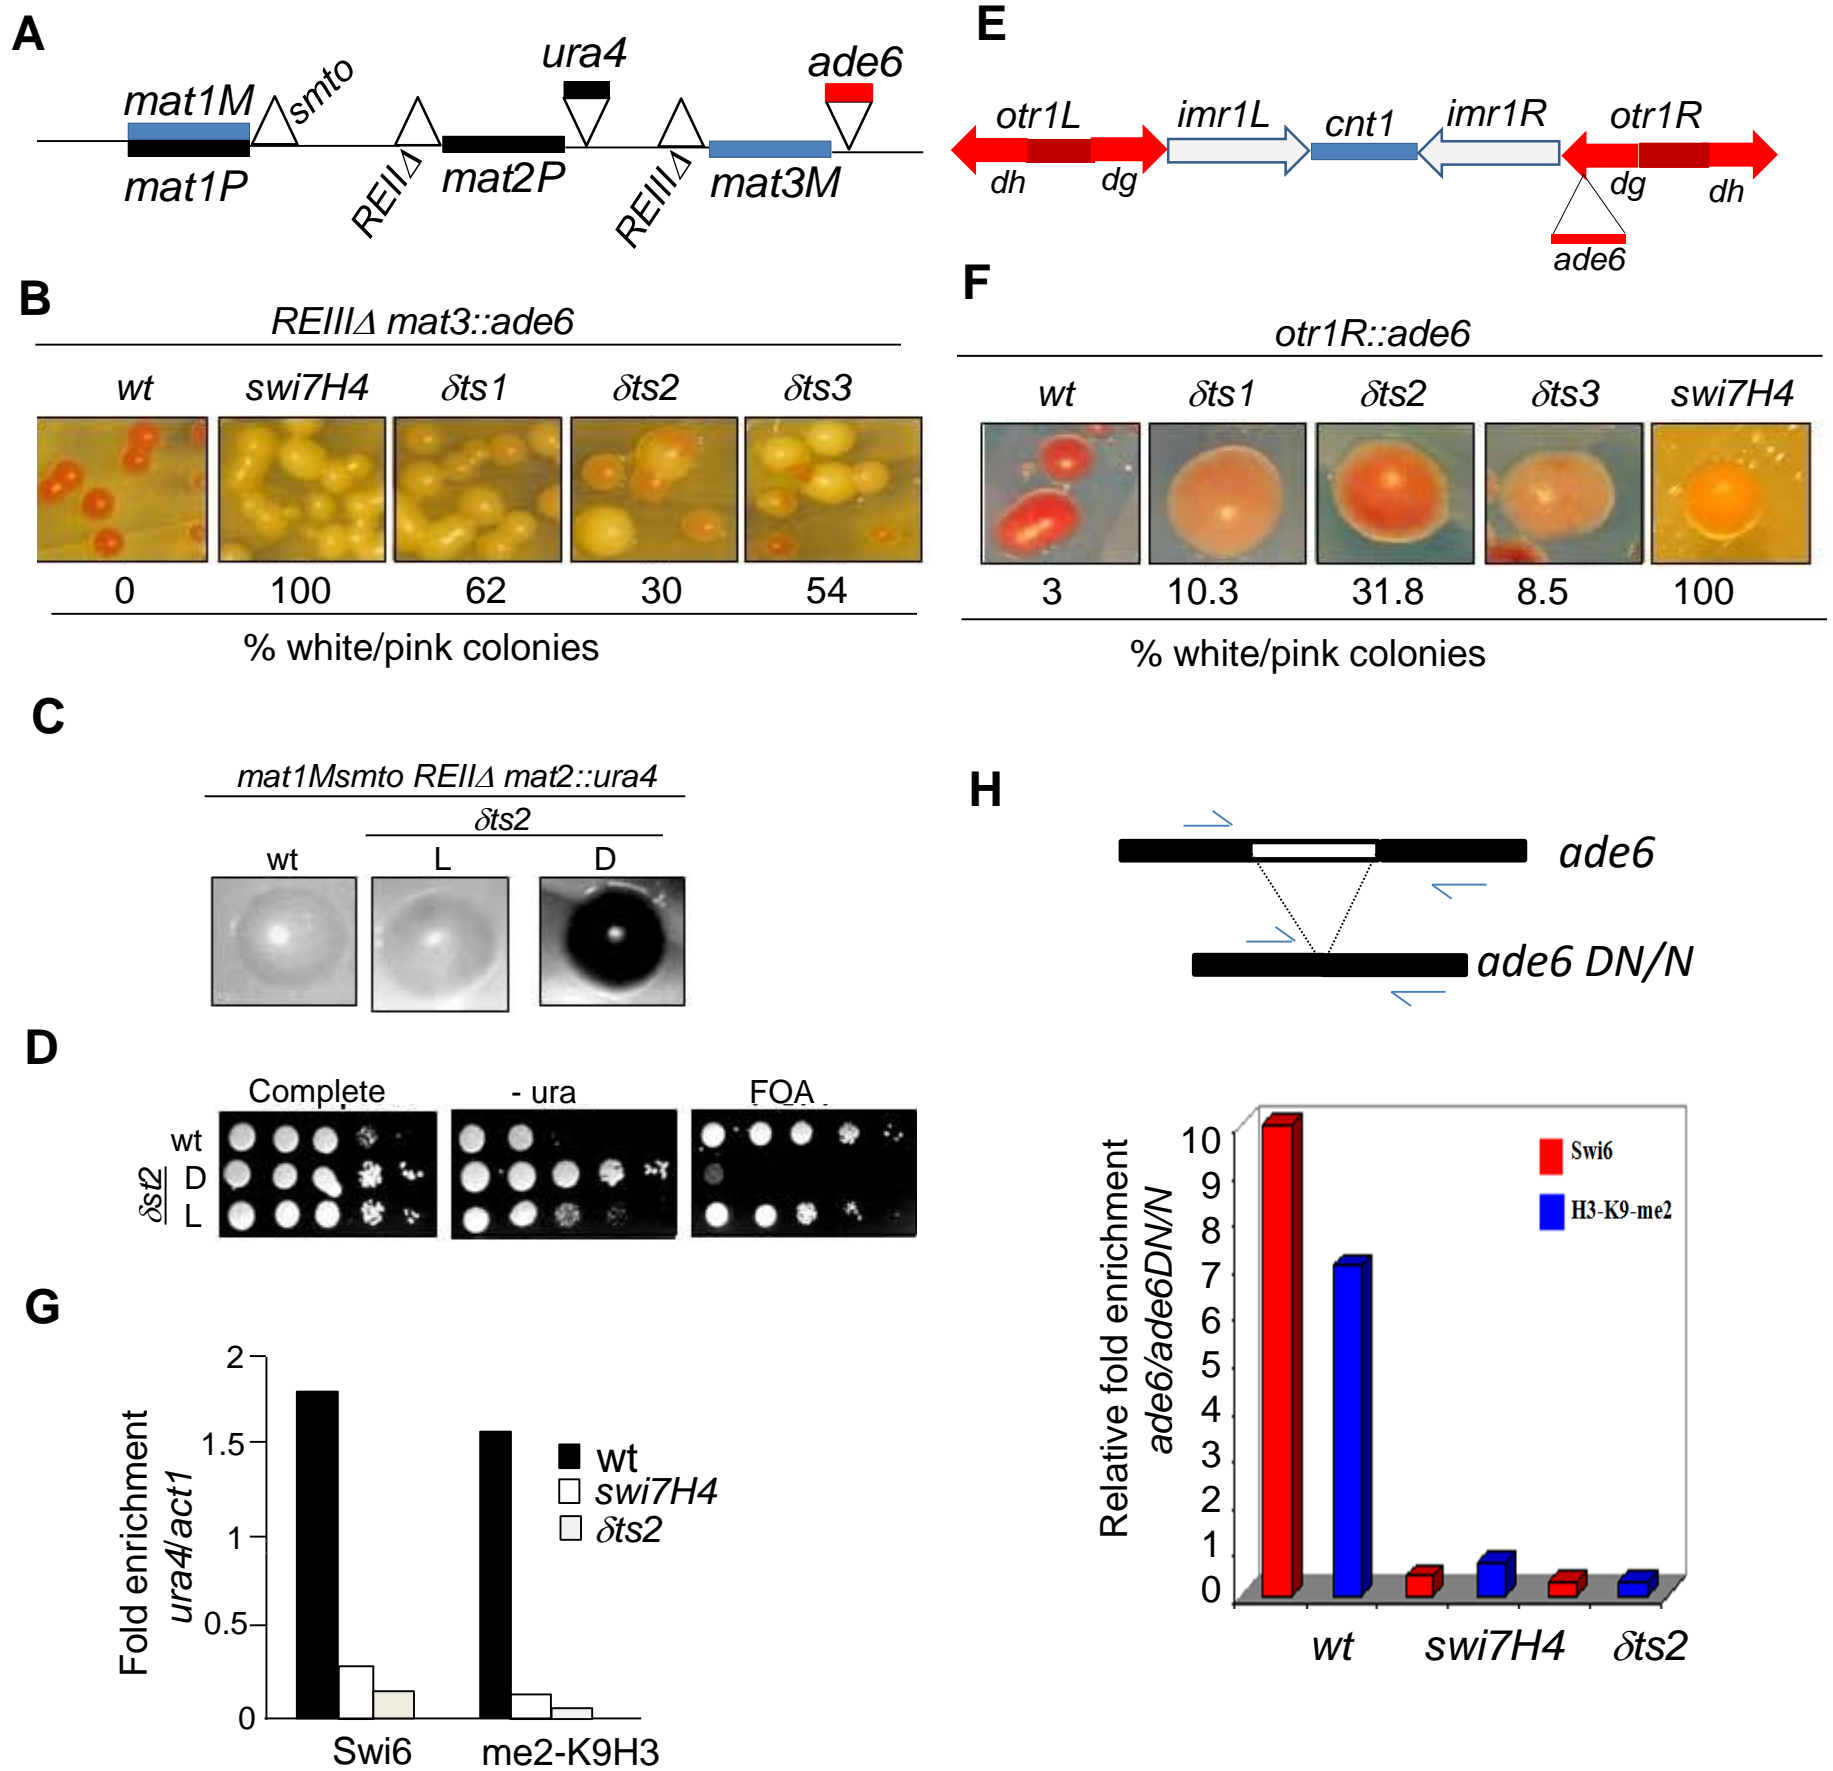 A
mat1M
mat1P
smto
REIIΔ
mat2P
ura4
REIIIΔ
mat3M
ade6
B
REIIIΔ mat3::ade6
wt swi7H4 δts1 δts2 δts3
0 100 62 30 54
% white/pink colonies
C
mat1Msmto REIIΔ mat2::ura4
δts2
wt L D
D
Complete - ura FOA
wt
δst2
D
L
G
Fold enrichment
ura4/act1
2
1.5
1
0.5
0
wt
swi7H4
δts2
Swi6 me2-K9H3
E
otr1L imr1L cnt1 imr1R otr1R
dh dg dg dh
ade6
F
otr1R::ade6
wt δts1 δts2 δts3 swi7H4
3 10.3 31.8 8.5 100
% white/pink colonies
H
ade6
ade6 DN/N
Relative fold enrichment
ade6/ade6DN/N
10
9
8
7
6
5
4
3
2
1
0
Swi6
H3-K9-me2
wt swi7H4 δts2